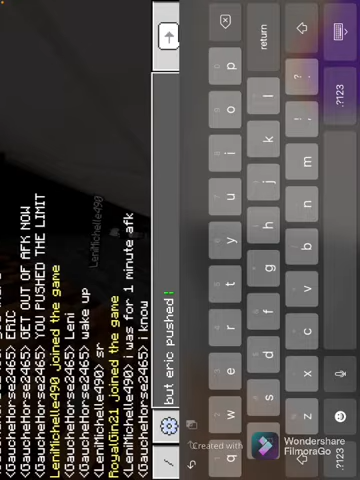 ERIC
<GaucheHorse2465> GET OUT OF AFK NOW
<GaucheHorse2465> YOU PUSHED THE LIMIT
LeniMichelle490 joined the game
<GaucheHorse2465> Leni
<GaucheHorse2465> wake up
<LeniMichelle490> sr
RoyalGin21 joined the game
<LeniMichelle490> i was for 1 minute afk
<GaucheHorse2465> i know
LeniMichelle490
but eric pushed
/
q w e r t y u i o p
a s d f g h j k l return
z x c v b n m ! , ? .
.?123 .?123
Created with
Wondershare
FilmoraGo